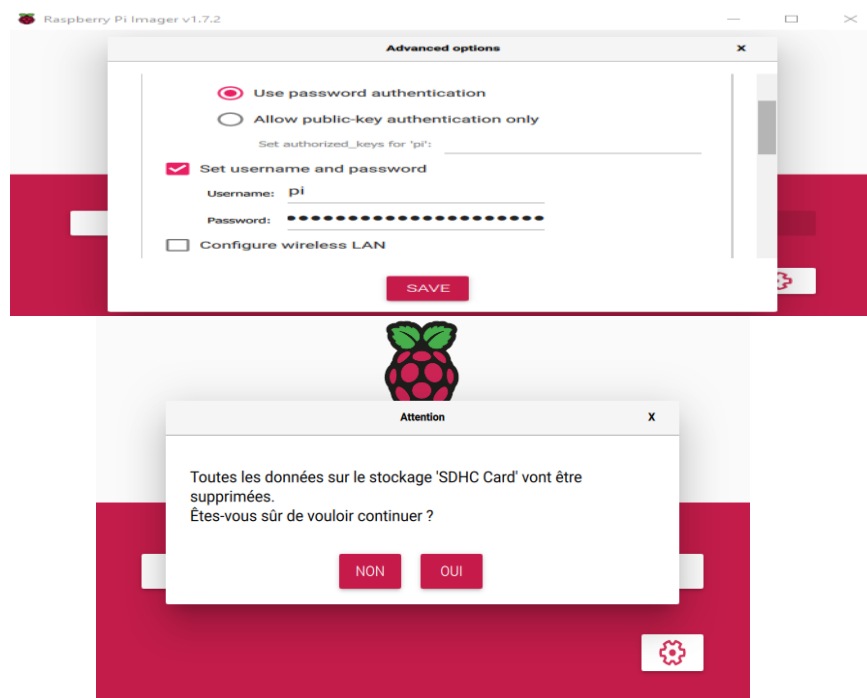 Raspberry Pi Imager v1.7.2
Advanced options x
Use password authentication
Allow public-key authentication only
Set authorized_keys for 'pi':
Set username and password
Username: pi
Password: ●●●●●●●●●●●●●●●●●●●●●
Configure wireless LAN
SAVE
Attention X
Toutes les données sur le stockage 'SDHC Card' vont être
supprimées.
Êtes-vous sûr de vouloir continuer ?
NON OUI